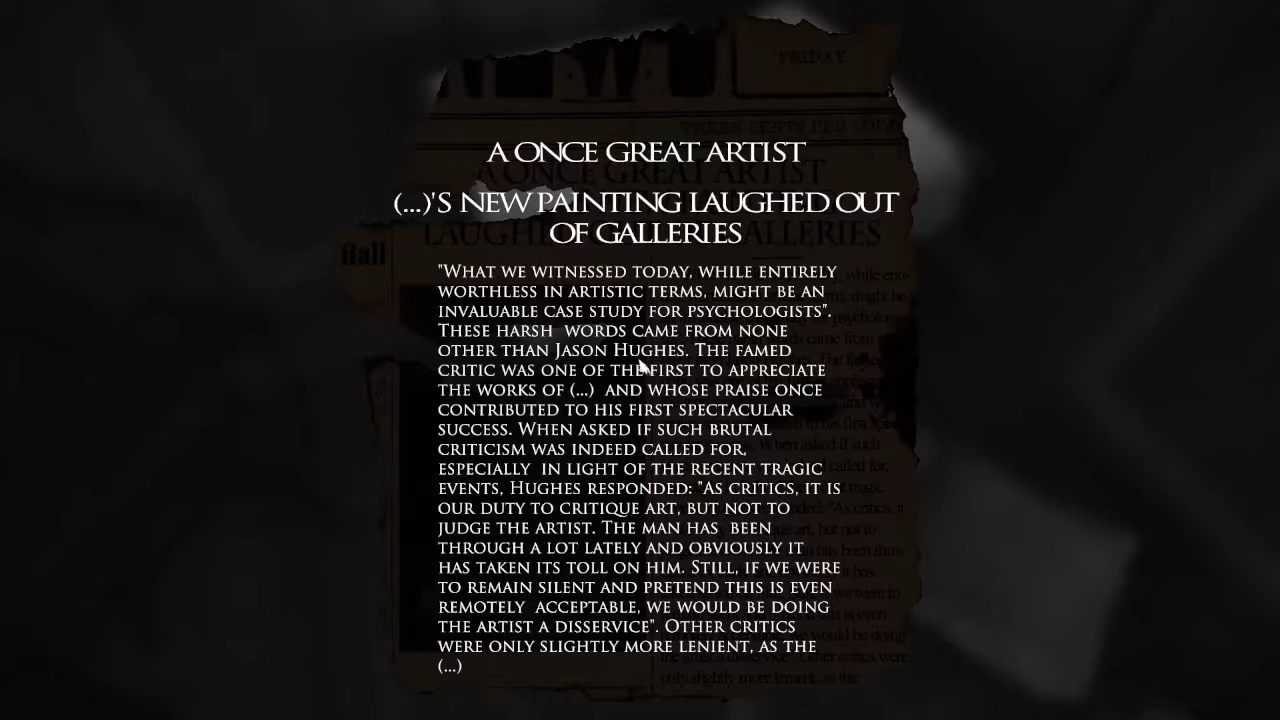 FRIDAY
THREE CENTS PER COPY
A ONCE GREAT ARTIST
(...)'S NEW PAINTING LAUGHED OUT
OF GALLERIES
"WHAT WE WITNESSED TODAY, WHILE ENTIRELY
WORTHLESS IN ARTISTIC TERMS, MIGHT BE AN
INVALUABLE CASE STUDY FOR PSYCHOLOGISTS".
THESE HARSH WORDS CAME FROM NONE
OTHER THAN JASON HUGHES. THE FAMED
CRITIC WAS ONE OF THE FIRST TO APPRECIATE
THE WORKS OF (...) AND WHOSE PRAISE ONCE
CONTRIBUTED TO HIS FIRST SPECTACULAR
SUCCESS. WHEN ASKED IF SUCH BRUTAL
CRITICISM WAS INDEED CALLED FOR,
ESPECIALLY IN LIGHT OF THE RECENT TRAGIC
EVENTS, HUGHES RESPONDED: "AS CRITICS, IT IS
OUR DUTY TO CRITIQUE ART, BUT NOT TO
JUDGE THE ARTIST. THE MAN HAS BEEN
THROUGH A LOT LATELY AND OBVIOUSLY IT
HAS TAKEN ITS TOLL ON HIM. STILL, IF WE WERE
TO REMAIN SILENT AND PRETEND THIS IS EVEN
REMOTELY ACCEPTABLE, WE WOULD BE DOING
THE ARTIST A DISSERVICE". OTHER CRITICS
WERE ONLY SLIGHTLY MORE LENIENT, AS THE
(...)